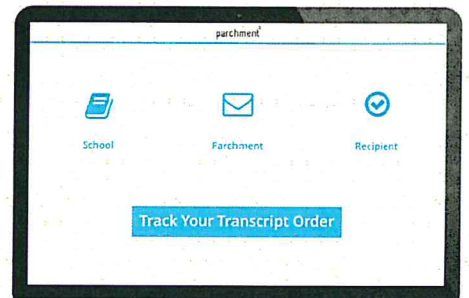 parchment
School
Parchment
Recipient
Track Your Transcript Order